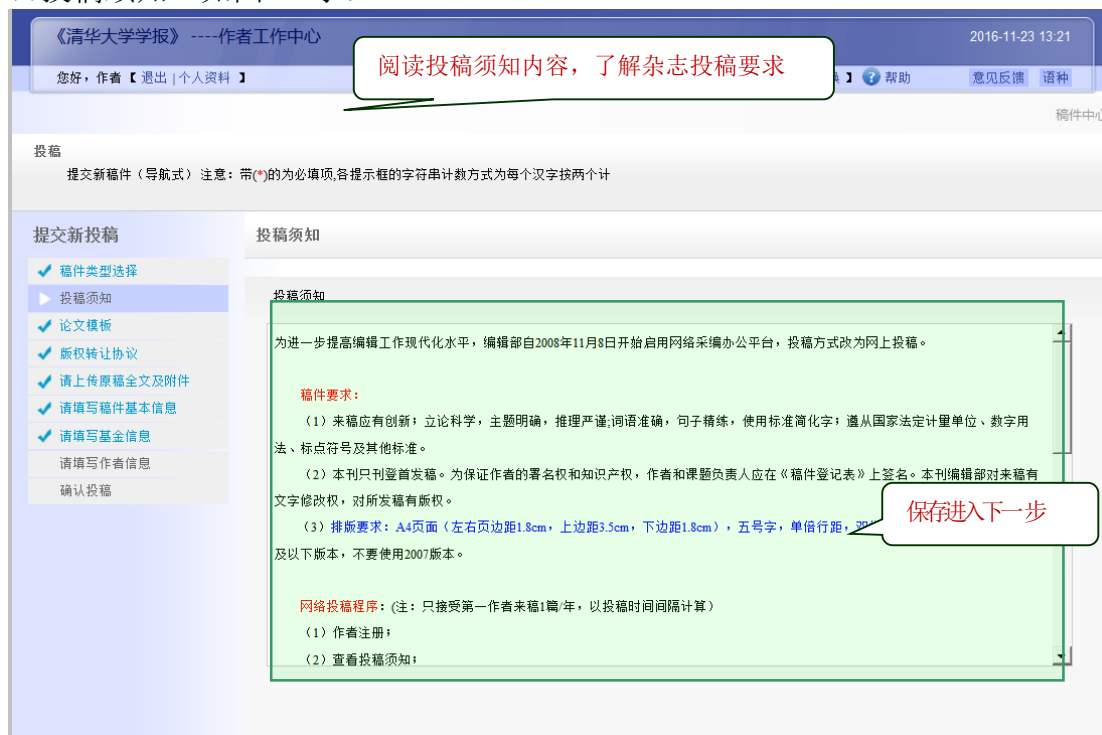 《清华大学学报》 ----作者工作中心
2016-11-23 13:21
阅读投稿须知内容，了解杂志投稿要求
您好，作者【 退出 |个人资料 】
】 帮助
意见反馈 语种
稿件中心
投稿
提交新稿件（导航式） 注意：带(*)的为必填项,各提示框的字符串计数方式为每个汉字按两个计
提交新投稿
投稿须知
稿件类型选择
投稿须知
论文模板
版权转让协议
请上传原稿全文及附件
请填写稿件基本信息
请填写基金信息
请填写作者信息
确认投稿
投稿须知
为进一步提高编辑工作现代化水平，编辑部自2008年11月8日开始启用网络采编办公平台，投稿方式改为网上投稿。
稿件要求：
（1）来稿应有创新；立论科学，主题明确，推理严谨;词语准确，句子精练，使用标准简化字；遵从国家法定计量单位、数字用
法、标点符号及其他标准。
（2）本刊只刊登首发稿。为保证作者的署名权和知识产权，作者和课题负责人应在《稿件登记表》上签名。本刊编辑部对来稿有
文字修改权，对所发稿有版权。
（3）排版要求：A4页面（左右页边距1.8cm，上边距3.5cm，下边距1.8cm），五号字，单倍行距，
及以下版本，不要使用2007版本。
保存进入下一步
网络投稿程序：(注：只接受第一作者来稿1篇/年，以投稿时间间隔计算）
（1）作者注册；
（2）查看投稿须知；